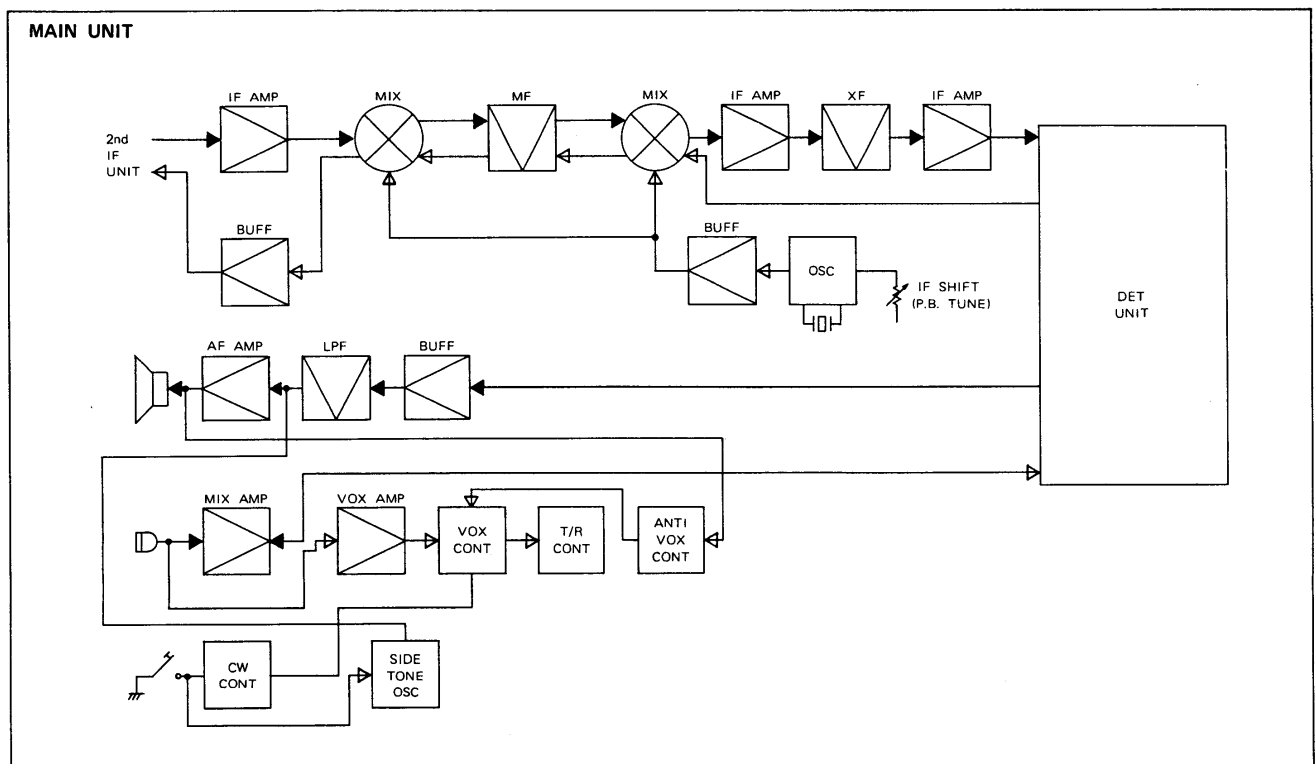 MAIN UNIT
IF AMP
MIX
MF
MIX
IF AMP
XF
IF AMP
2nd
IF
UNIT
BUFF
BUFF
OSC
IF SHIFT
(P.B. TUNE)
DET
UNIT
AF AMP
LPF
BUFF
MIX AMP
VOX AMP
VOX
CONT
T/R
CONT
ANTI
VOX
CONT
CW
CONT
SIDE
TONE
OSC